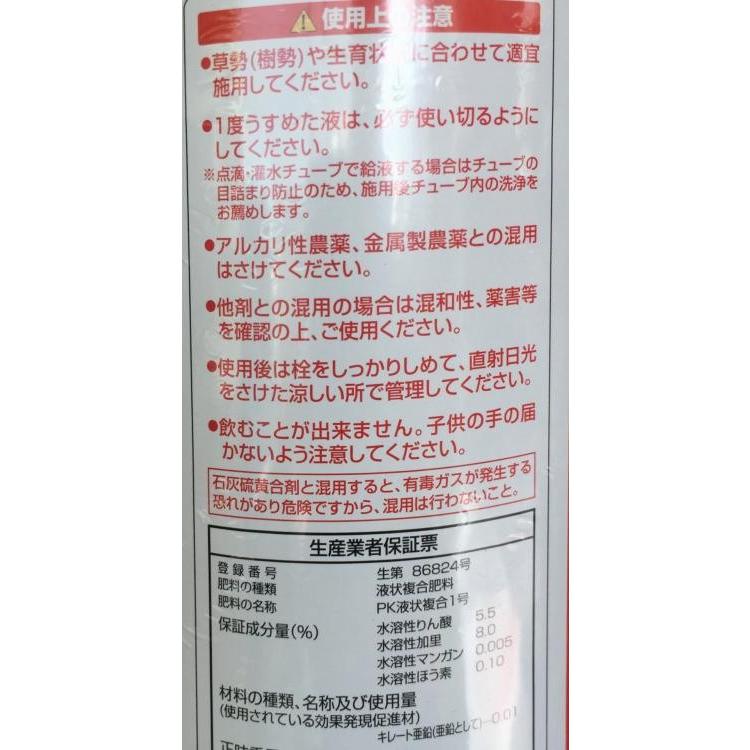 ⚠使用上の注意
●草勢(樹勢)や生育状況に合わせて適宜
施用してください。
●1度うすめた液は、必ず使い切るように
してください。
※点滴・灌水チューブで給液する場合はチューブの
目詰まり防止のため、施用後チューブ内の洗浄を
お薦めします。
●アルカリ性農薬、金属製農薬との混用
はさけてください。
●他剤との混用の場合は混和性、薬害等
を確認の上、ご使用ください。
●使用後は栓をしっかりしめて、直射日光
をさけた涼しい所で管理してください。
●飲むことが出来ません。子供の手の届
かないよう注意してください。
石灰硫黄合剤と混用すると、有毒ガスが発生する
恐れがあり危険ですから、混用は行わないこと。
生産業者保証票
登録番号 生第 86824号
肥料の種類 液状複合肥料
肥料の名称 PK液状複合1号
保証成分量(%) 水溶性りん酸 5.5
水溶性加里 8.0
水溶性マンガン 0.005
水溶性ほう素 0.10
材料の種類、名称及び使用量
(使用されている効果発現促進材)
キレート亜鉛(亜鉛として)…0.01